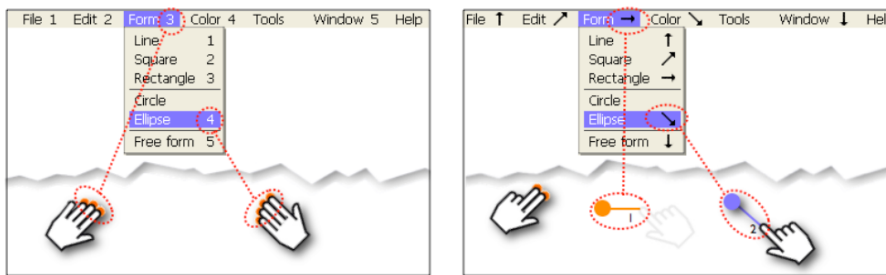 File 1 Edit 2 Form 3 Color 4 Tools Window 5 Help
Line 1
Square 2
Rectangle 3
Circle
Ellipse 4
Free form 5
File ↑ Edit ↗ Form → Color ↘ Tools Window ↓ Hel
Line ↑
Square ↗
Rectangle →
Circle
Ellipse ↘
Free form ↓
1
2